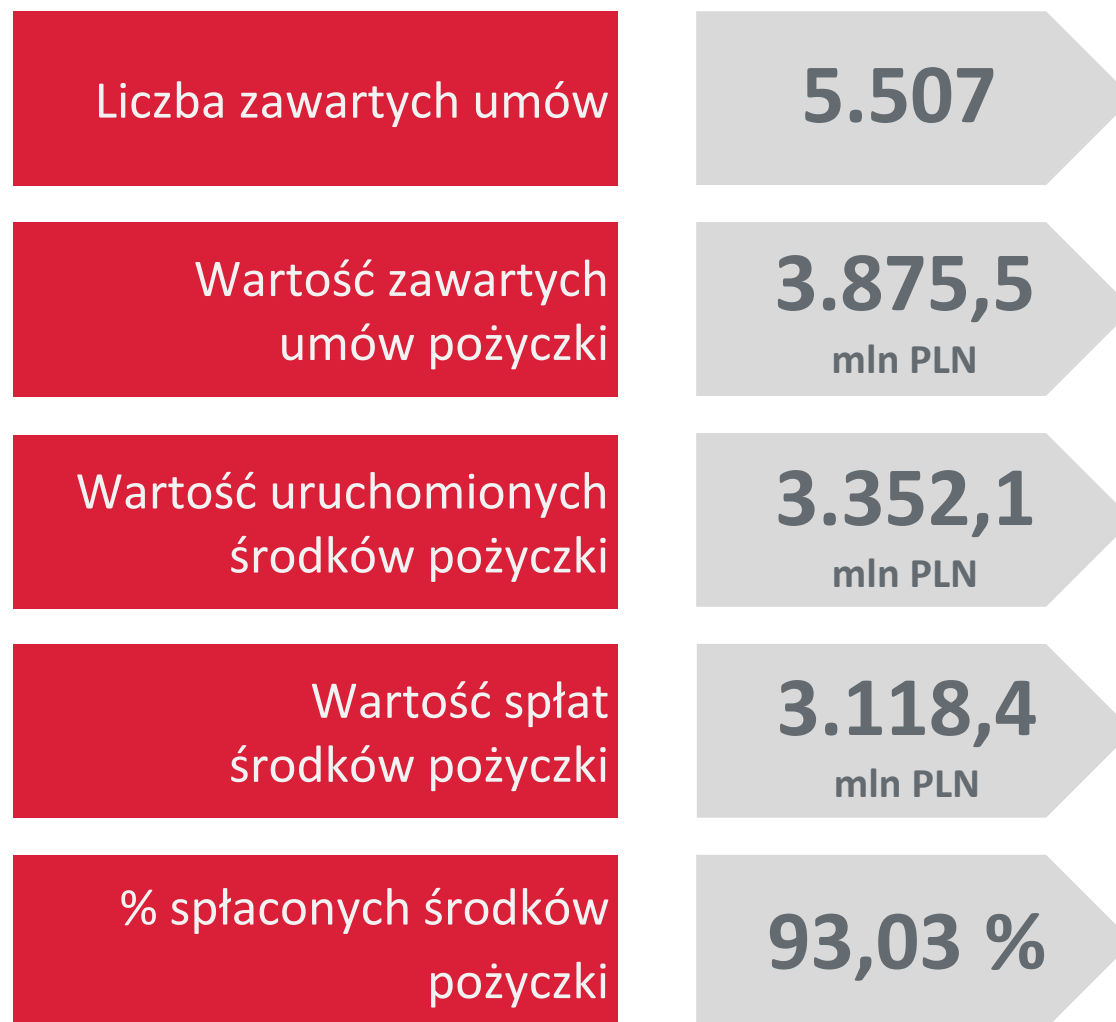 Liczba zawartych umów
5.507
Wartość zawartych
umów pożyczki
3.875,5
mln PLN
Wartość uruchomionych
środków pożyczki
3.352,1
mln PLN
Wartość spłat
środków pożyczki
3.118,4
mln PLN
% spłaconych środków
pożyczki
93,03 %